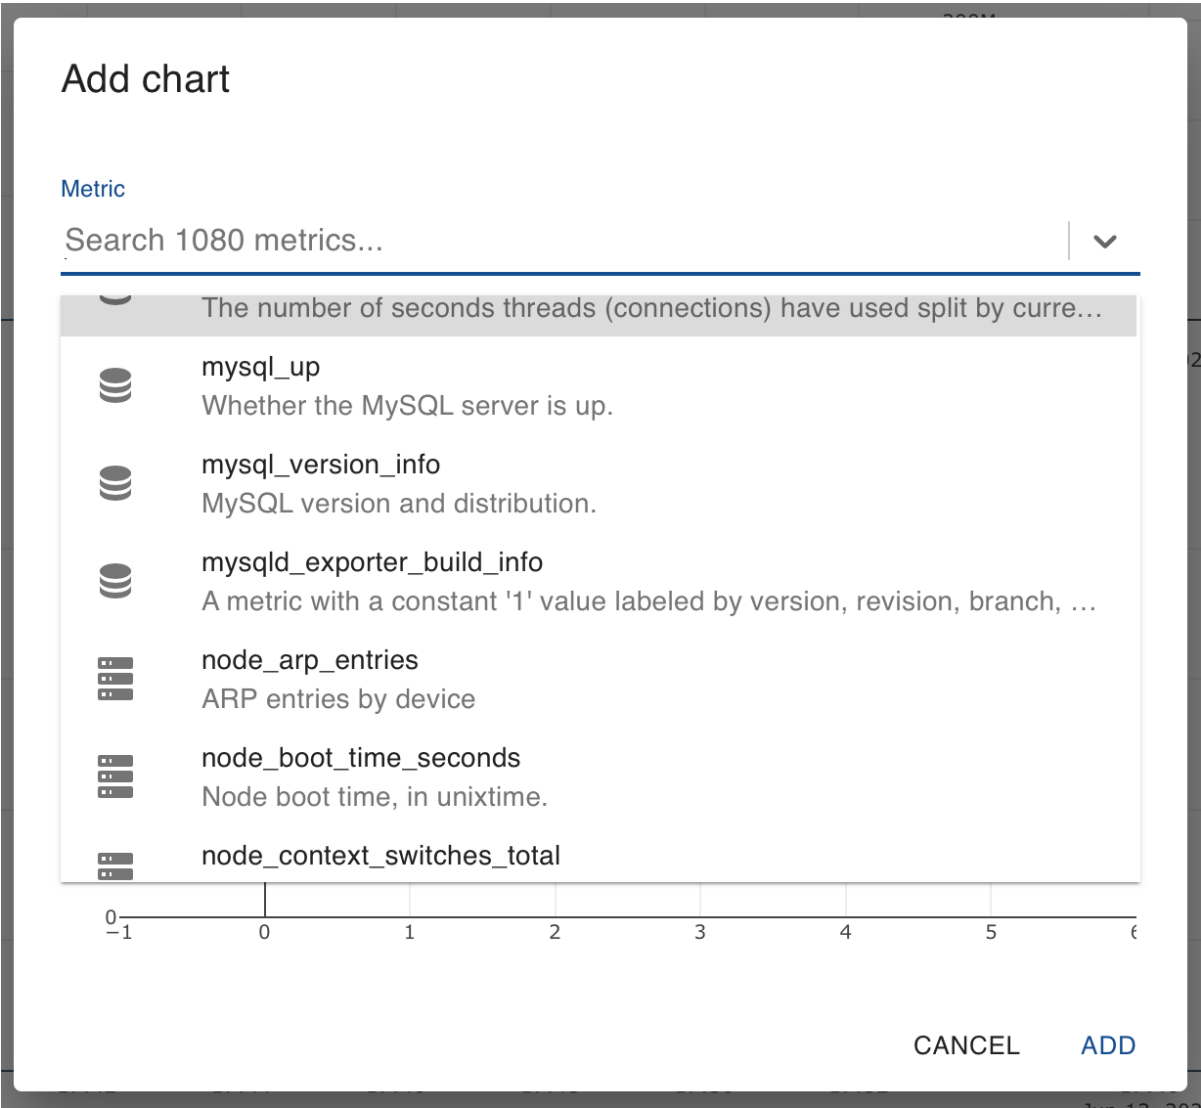 Add chart
Metric
Search 1080 metrics...
The number of seconds threads (connections) have used split by curre...
mysql_up
Whether the MySQL server is up.
mysql_version_info
MySQL version and distribution.
mysqld_exporter_build_info
A metric with a constant '1' value labeled by version, revision, branch, ...
node_arp_entries
ARP entries by device
node_boot_time_seconds
Node boot time, in unixtime.
node_context_switches_total
0
−1 0 1 2 3 4 5
CANCEL ADD